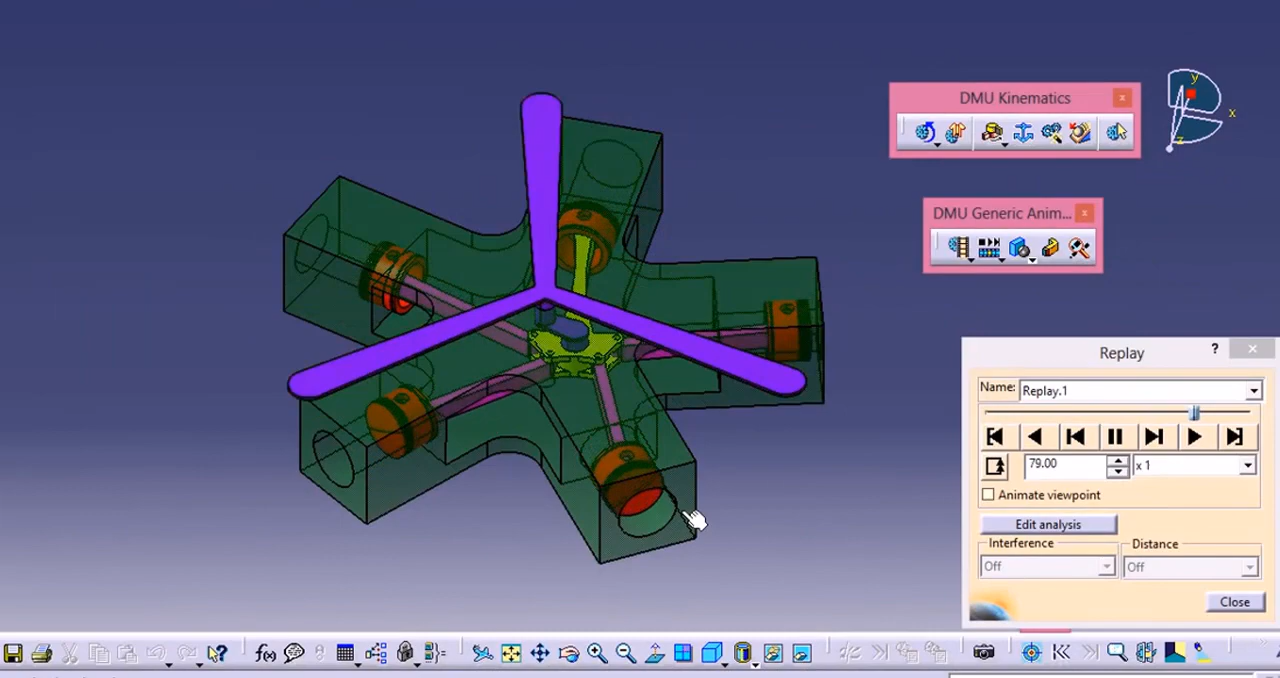 DMU Kinematics
x
y
x
z
DMU Generic Anim...
x
Replay
?
Name:
Replay.1
79.00
x 1
Animate viewpoint
Edit analysis
Interference
Distance
Off
Off
Close
f(x)